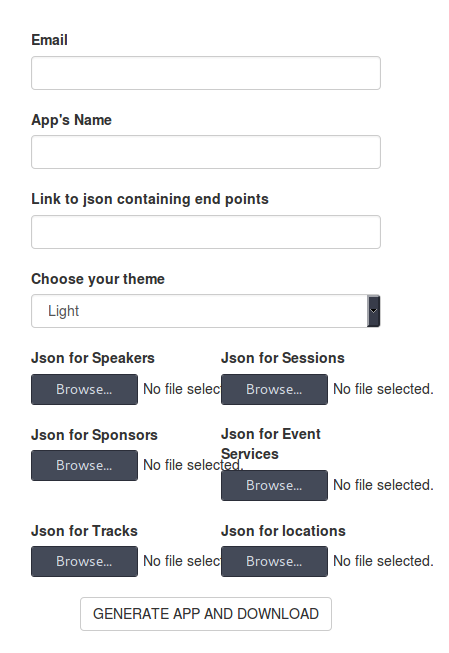 Email
App's Name
Link to json containing end points
Choose your theme
Light
Json for Speakers
Json for Sessions
Browse...
No file selec
Browse...
No file selected.
Json for Sponsors
Json for Event
Services
Browse...
No file selected.
Browse...
No file selected.
Json for Tracks
Json for locations
Browse...
No file selec
Browse...
No file selected.
GENERATE APP AND DOWNLOAD